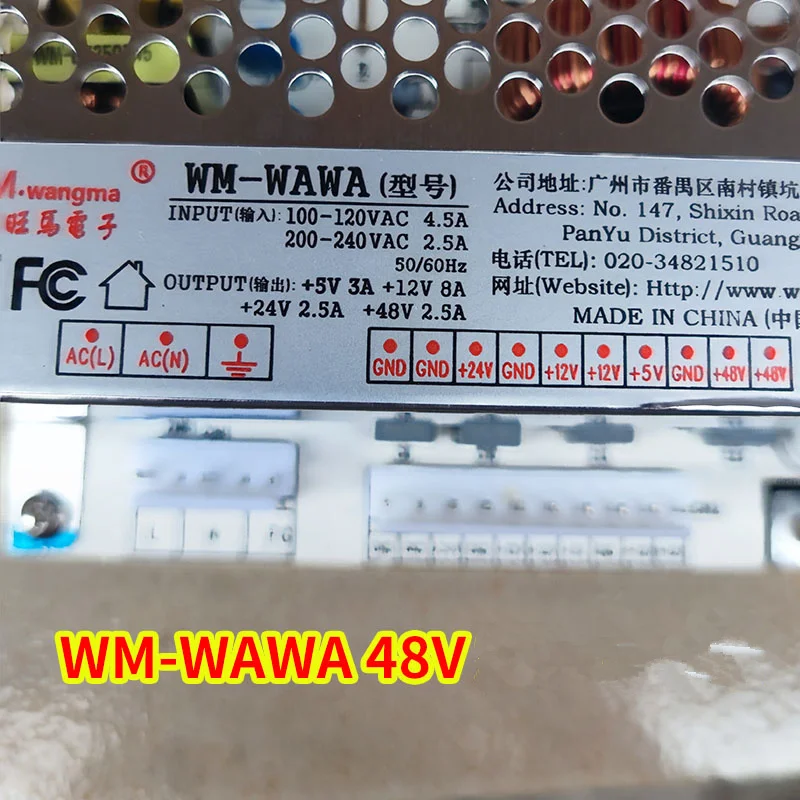 M.wangma ®
旺馬電子
WM-WAWA (型号)
INPUT(输入): 100-120VAC 4.5A
200-240VAC 2.5A
50/60Hz
FC
OUTPUT(输出): +5V 3A +12V 8A
+24V 2.5A +48V 2.5A
公司地址:广州市番禺区南村镇坑
Address: No. 147, Shixin Roa
PanYu District, Guang
电话(TEL): 020-34821510
网址(Website): Http://www.w
MADE IN CHINA (中国
AC(L) AC(N)
GND GND +24V GND +12V +12V +5V GND +48V +48V
WM-WAWA 48V